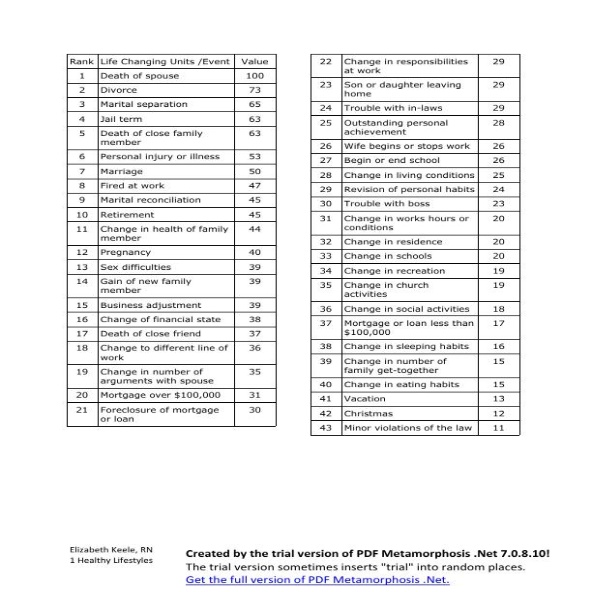 Rank Life Changing Units /Event Value
1 Death of spouse 100
2 Divorce 73
3 Marital separation 65
4 Jail term 63
5 Death of close family 63
member
6 Personal injury or illness 53
7 Marriage 50
8 Fired at work 47
9 Marital reconciliation 45
10 Retirement 45
11 Change in health of family 44
member
12 Pregnancy 40
13 Sex difficulties 39
14 Gain of new family 39
member
15 Business adjustment 39
16 Change of financial state 38
17 Death of close friend 37
18 Change to different line of 36
work
19 Change in number of 35
arguments with spouse
20 Mortgage over $100,000 31
21 Foreclosure of mortgage 30
or loan
22 Change in responsibilities 29
at work
23 Son or daughter leaving 29
home
24 Trouble with in-laws 29
25 Outstanding personal 28
achievement
26 Wife begins or stops work 26
27 Begin or end school 26
28 Change in living conditions 25
29 Revision of personal habits 24
30 Trouble with boss 23
31 Change in works hours or 20
conditions
32 Change in residence 20
33 Change in schools 20
34 Change in recreation 19
35 Change in church 19
activities
36 Change in social activities 18
37 Mortgage or loan less than 17
$100,000
38 Change in sleeping habits 16
39 Change in number of 15
family get-together
40 Change in eating habits 15
41 Vacation 13
42 Christmas 12
43 Minor violations of the law 11
Elizabeth Keele, RN
1 Healthy Lifestyles
Created by the trial version of PDF Metamorphosis .Net 7.0.8.10!
The trial version sometimes inserts "trial" into random places.
Get the full version of PDF Metamorphosis .Net.